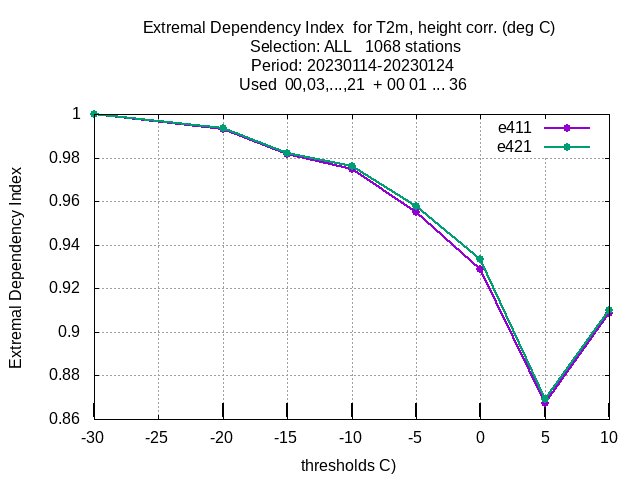 Extremal Dependency Index  for T2m, height corr. (deg C)
Selection: ALL   1068 stations
Period: 20230114-20230124
Used  00,03,...,21  + 00 01 ... 36
e411
e421
1
0.98
0.96
0.94
0.92
0.9
0.88
0.86
Extremal Dependency Index
-30 -25 -20 -15 -10 -5 0 5 10
thresholds C)